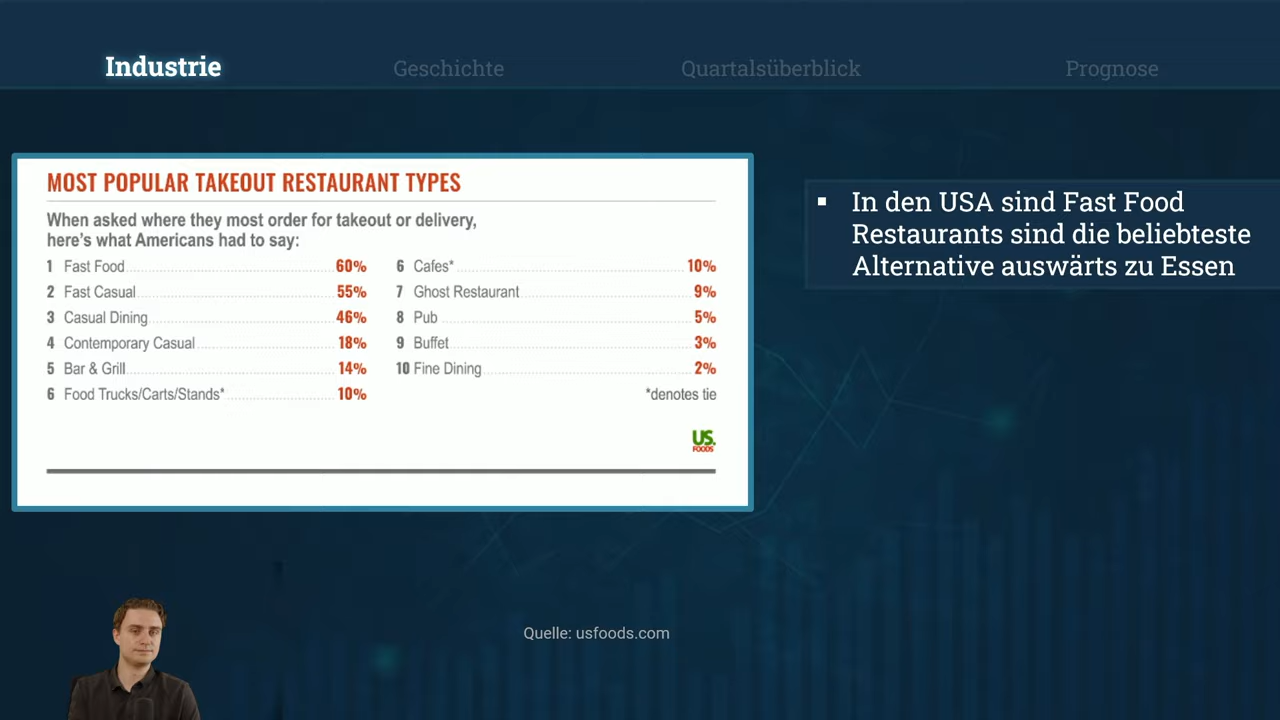 Industrie
Geschichte
Quartalsüberblick
Prognose
MOST POPULAR TAKEOUT RESTAURANT TYPES
When asked where they most order for takeout or delivery,
here's what Americans had to say:
1 Fast Food 60%
2 Fast Casual 55%
3 Casual Dining 46%
4 Contemporary Casual 18%
5 Bar & Grill 14%
6 Food Trucks/Carts/Stands* 10%
6 Cafes* 10%
7 Ghost Restaurant 9%
8 Pub 5%
9 Buffet 3%
10 Fine Dining 2%
*denotes tie
US.
FOODS
In den USA sind Fast Food
Restaurants sind die beliebteste
Alternative auswärts zu Essen
Quelle: usfoods.com